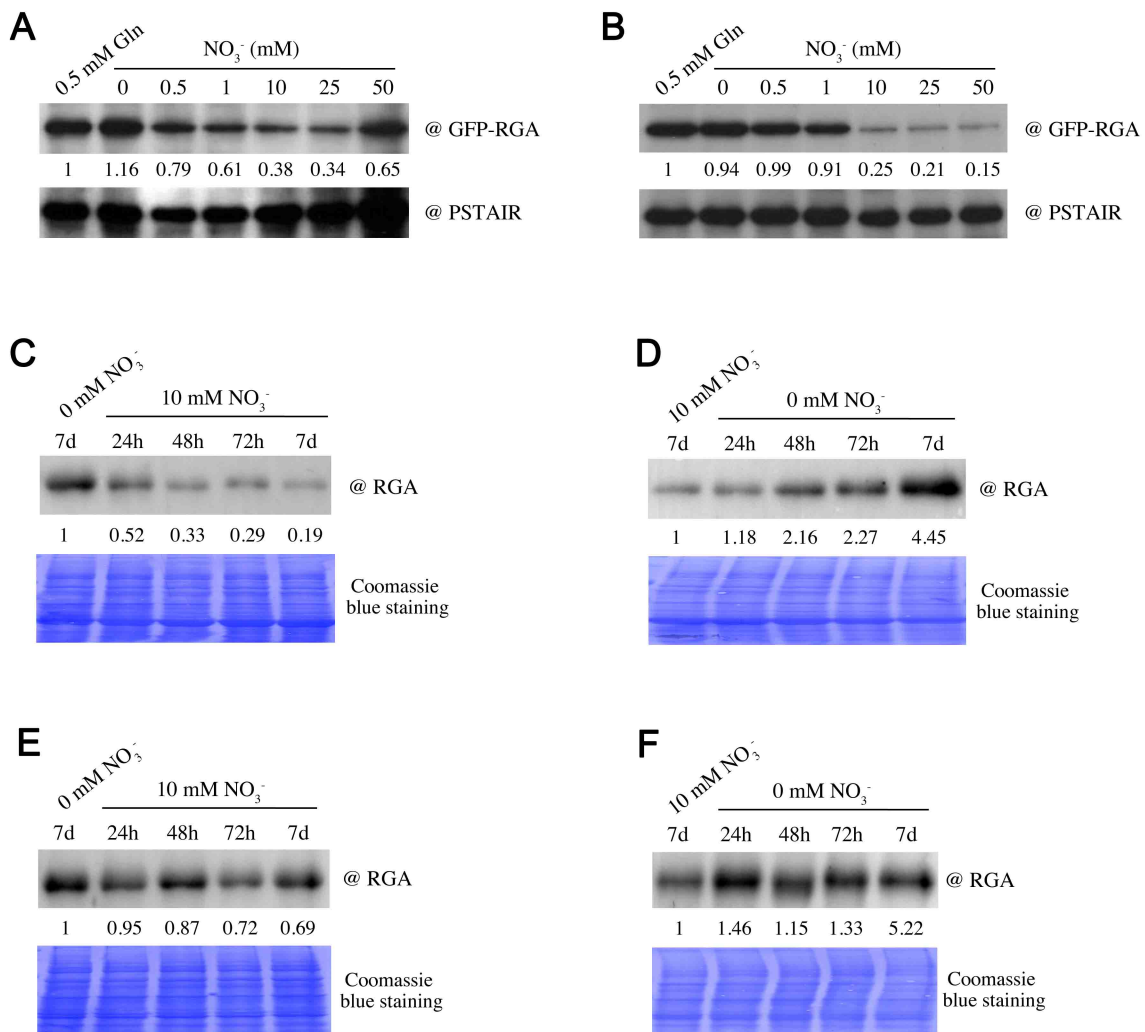 A
0.5 mM Gln
NO₃⁻ (mM)
0 0.5 1 10 25 50
@ GFP-RGA
1 1.16 0.79 0.61 0.38 0.34 0.65
@ PSTAIR
B
0.5 mM Gln
NO₃⁻ (mM)
0 0.5 1 10 25 50
@ GFP-RGA
1 0.94 0.99 0.91 0.25 0.21 0.15
@ PSTAIR
C
0 mM NO₃⁻
10 mM NO₃⁻
7d 24h 48h 72h 7d
@ RGA
1 0.52 0.33 0.29 0.19
Coomassie
blue staining
D
10 mM NO₃⁻
0 mM NO₃⁻
7d 24h 48h 72h 7d
@ RGA
1 1.18 2.16 2.27 4.45
Coomassie
blue staining
E
0 mM NO₃⁻
10 mM NO₃⁻
7d 24h 48h 72h 7d
@ RGA
1 0.95 0.87 0.72 0.69
Coomassie
blue staining
F
10 mM NO₃⁻
0 mM NO₃⁻
7d 24h 48h 72h 7d
@ RGA
1 1.46 1.15 1.33 5.22
Coomassie
blue staining